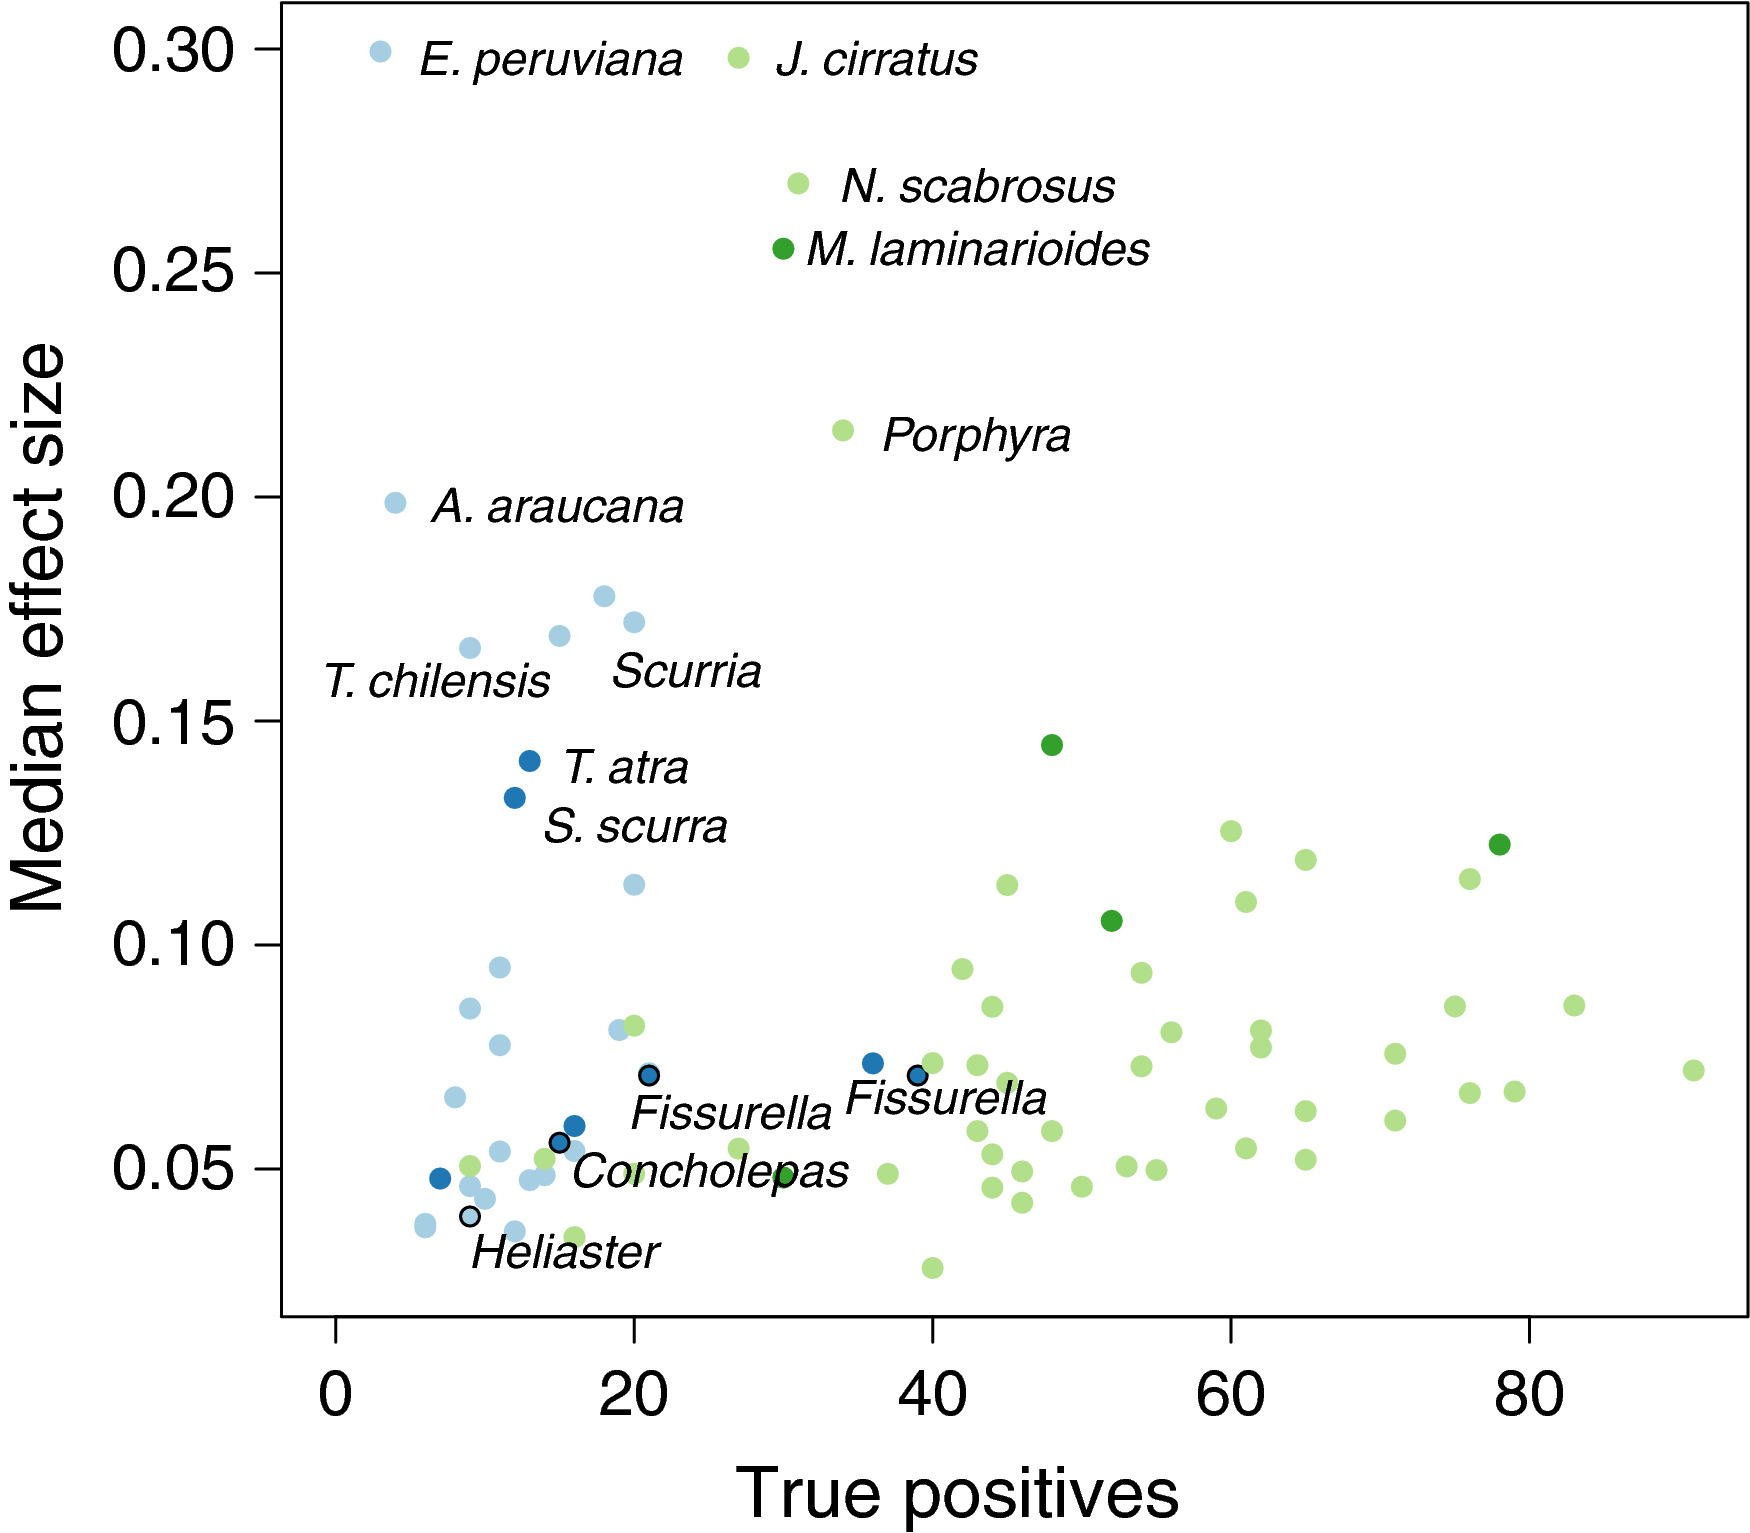 0.30
E. peruviana
J. cirratus
N. scabrosus
M. laminarioides
0.25
Porphyra
0.20
A. araucana
T. chilensis
Scurria
0.15
T. atra
S. scurra
0.10
Fissurella
Fissurella
0.05
Concholepas
Heliaster
Median effect size
0
20
40
60
80
True positives